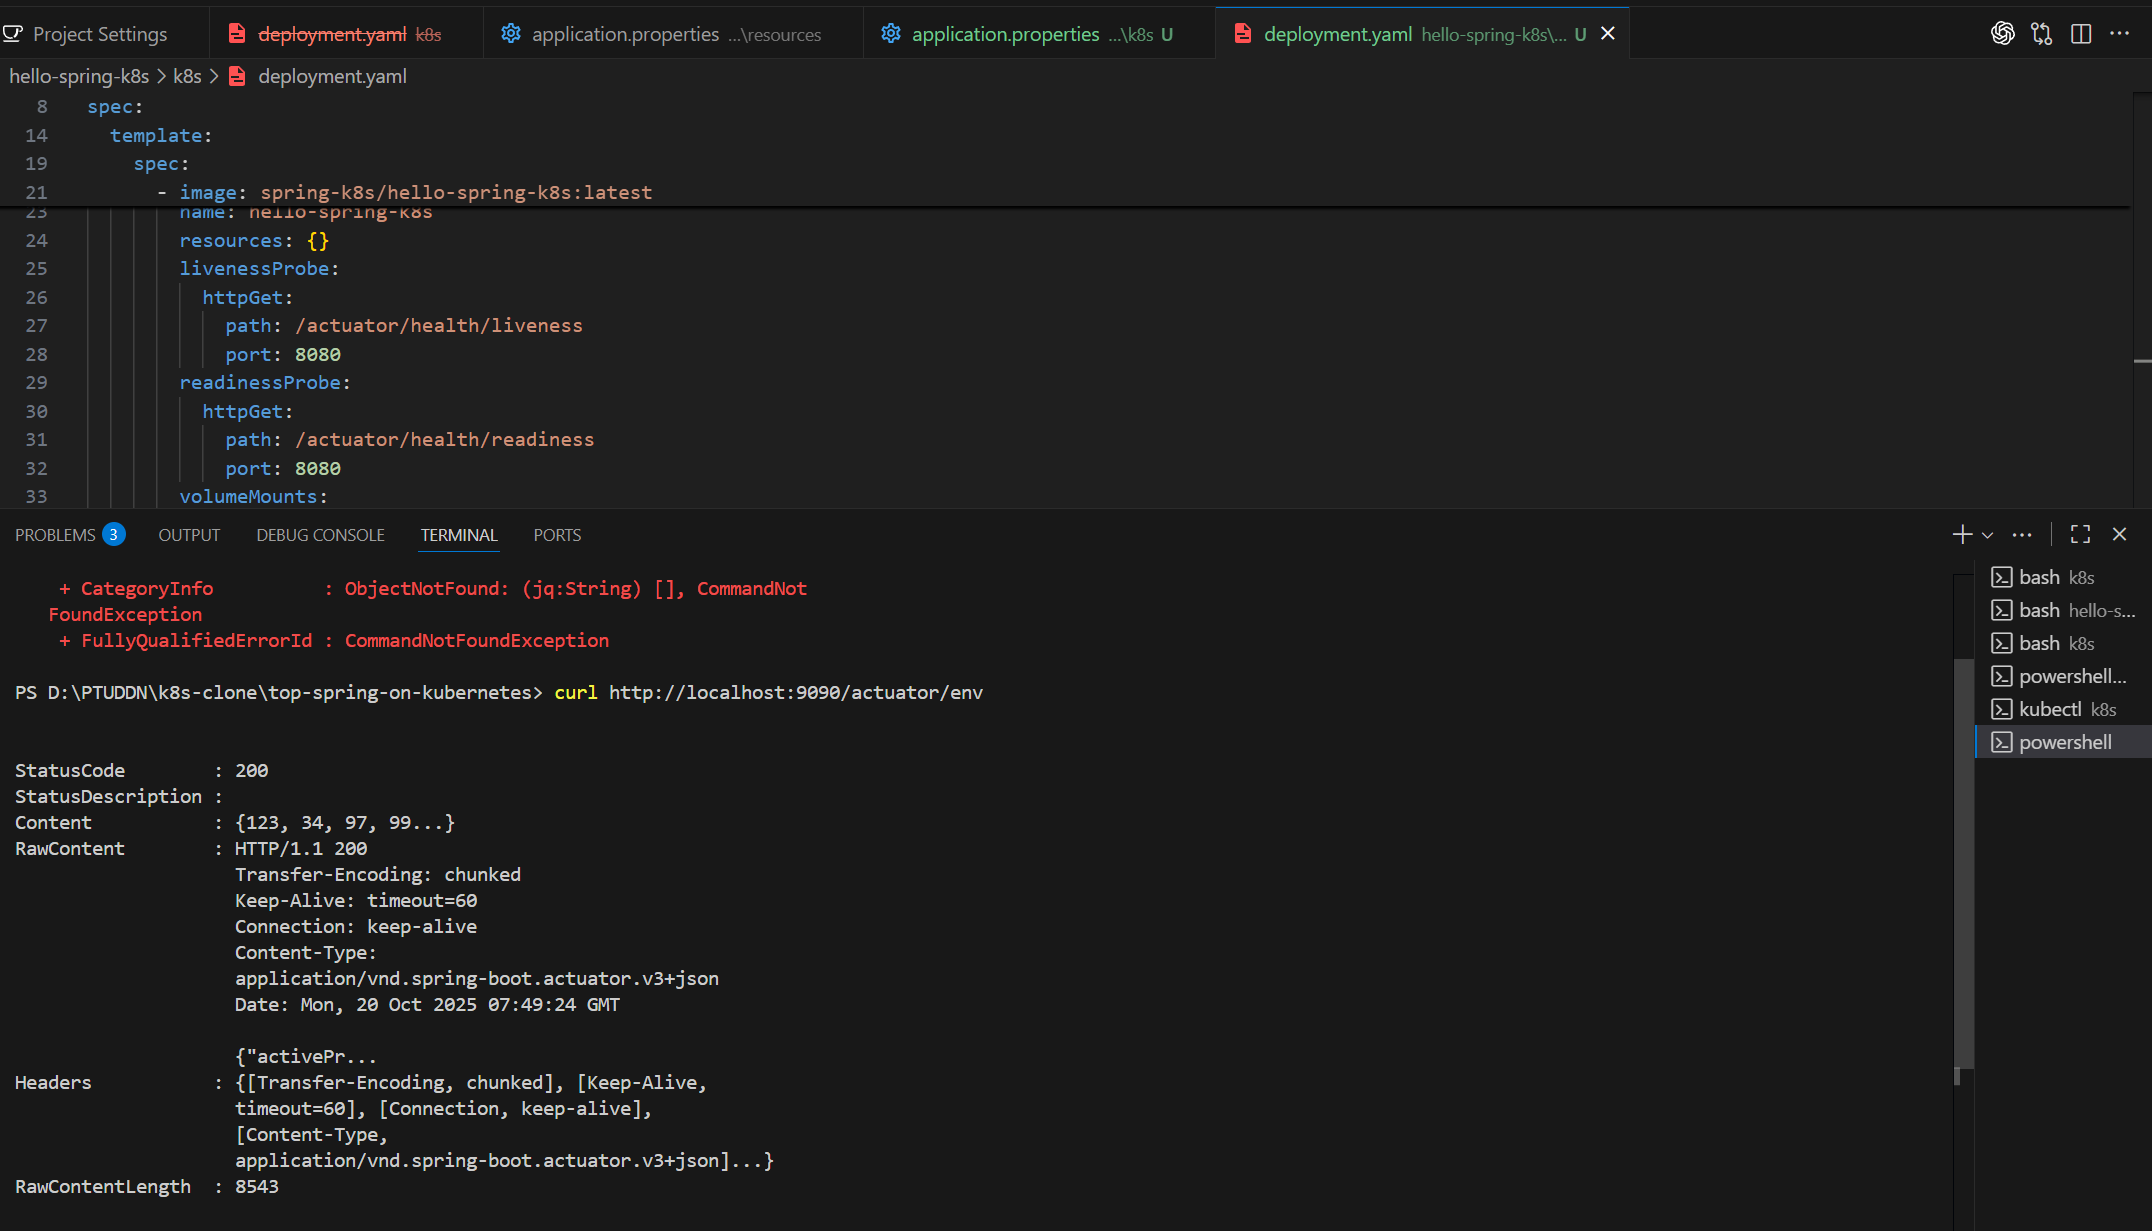 Project Settings
deployment.yaml k8s
application.properties ...\resources
application.properties ...\k8s U
deployment.yaml hello-spring-k8s\... U
hello-spring-k8s > k8s > deployment.yaml
8 spec:
14 template:
19 spec:
21 - image: spring-k8s/hello-spring-k8s:latest
23 name: hello-spring-k8s
24 resources: {}
25 livenessProbe:
26 httpGet:
27 path: /actuator/health/liveness
28 port: 8080
29 readinessProbe:
30 httpGet:
31 path: /actuator/health/readiness
32 port: 8080
33 volumeMounts:
PROBLEMS 3 OUTPUT DEBUG CONSOLE TERMINAL PORTS
+ CategoryInfo : ObjectNotFound: (jq:String) [], CommandNot
FoundException
+ FullyQualifiedErrorId : CommandNotFoundException
PS D:\PTUDDN\k8s-clone\top-spring-on-kubernetes> curl http://localhost:9090/actuator/env
StatusCode : 200
StatusDescription :
Content : {123, 34, 97, 99...}
RawContent : HTTP/1.1 200
Transfer-Encoding: chunked
Keep-Alive: timeout=60
Connection: keep-alive
Content-Type:
application/vnd.spring-boot.actuator.v3+json
Date: Mon, 20 Oct 2025 07:49:24 GMT
{"activePr...
Headers : {[Transfer-Encoding, chunked], [Keep-Alive,
timeout=60], [Connection, keep-alive],
[Content-Type,
application/vnd.spring-boot.actuator.v3+json]...}
RawContentLength : 8543
bash k8s
bash hello-s...
bash k8s
powershell...
kubectl k8s
powershell